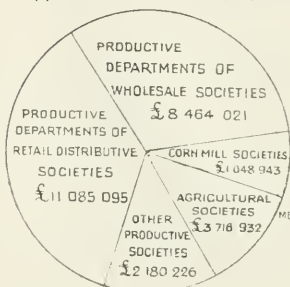 PRODUCTIVE
DEPARTMENTS OF
WHOLESALE SOCIETIES
£8 464 021
PRODUCTIVE
DEPARTMENTS OF
RETAIL DISTRIBUTIVE
SOCIETIES
£11 085 095
CORN MILL SOCIETIES
£1 048 943
AGRICULTURAL
SOCIETIES
£3 716 932
OTHER
PRODUCTIVE
SOCIETIES
£2 180 226